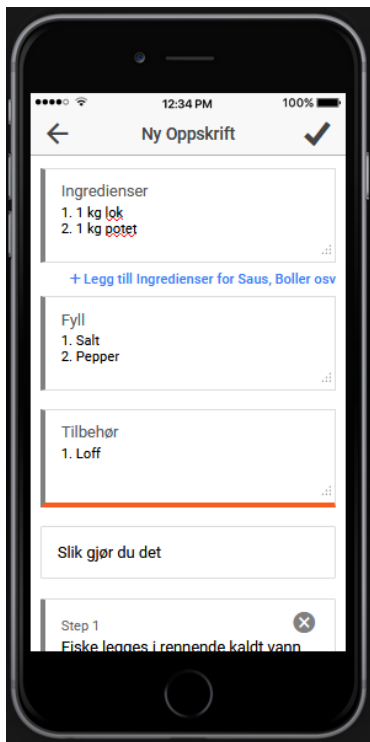 12:34 PM
100%
Ny Oppskrift
Ingredienser
1. 1 kg lok
2. 1 kg potet
+ Legg till Ingredienser for Saus, Boller osv
Fyll
1. Salt
2. Pepper
Tilbehør
1. Loff
Slik gjør du det
Step 1
Fiske legges i rennende kaldt vann